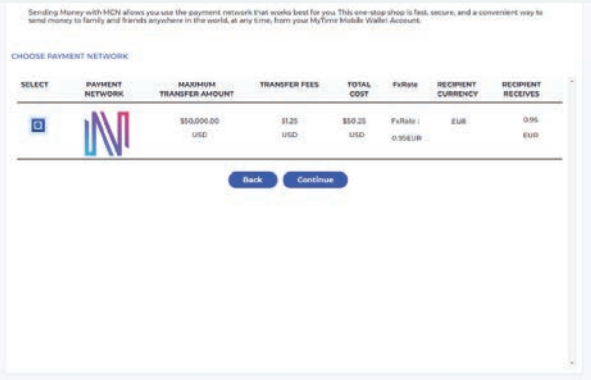 Sending Money with MCN allows you use the payment network that works best for you. This one-stop shop is fast, secure, and a convenient way to
send money to family and friends anywhere in the world, at any time, from your MyTime Mobile Wallet Account.
CHOOSE PAYMENT NETWORK
SELECT PAYMENT NETWORK MAXIMUM TRANSFER AMOUNT TRANSFER FEES TOTAL COST FxRate RECIPIENT CURRENCY RECIPIENT RECEIVES
$50,000.00 $1.25 $50.25 FxRate : EUR 0.95
USD USD USD 0.95EUR EUR
Back Continue